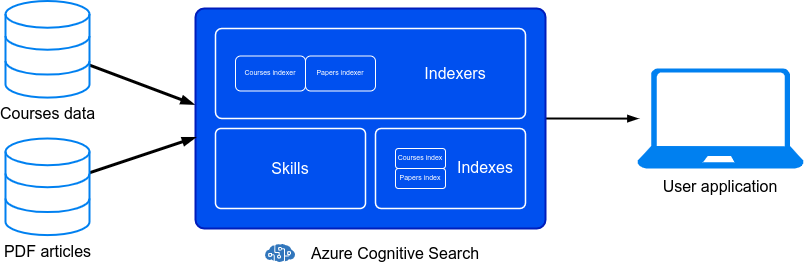 Courses data
PDF articles
Courses indexer
Papers indexer
Indexers
Skills
Courses index
Papers index
Indexes
Azure Cognitive Search
User application